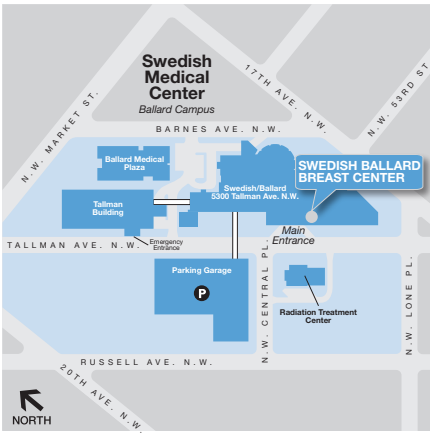 Swedish
Medical
Center
Ballard Campus
17TH AVE. N.W.
N.W. 53RD ST
N.W. MARKET ST.
BARNES AVE. N.W.
Ballard Medical
Plaza
SWEDISH BALLARD
BREAST CENTER
Swedish/Ballard
5300 Tallman Ave. N.W.
Tallman
Building
Main
Entrance
TALLMAN AVE. N.W.
Emergency
Entrance
Parking Garage
P
N.W. CENTRAL PL.
Radiation Treatment
Center
N.W. LONE PL.
RUSSELL AVE. N.W.
20TH AVE. N.W.
NORTH